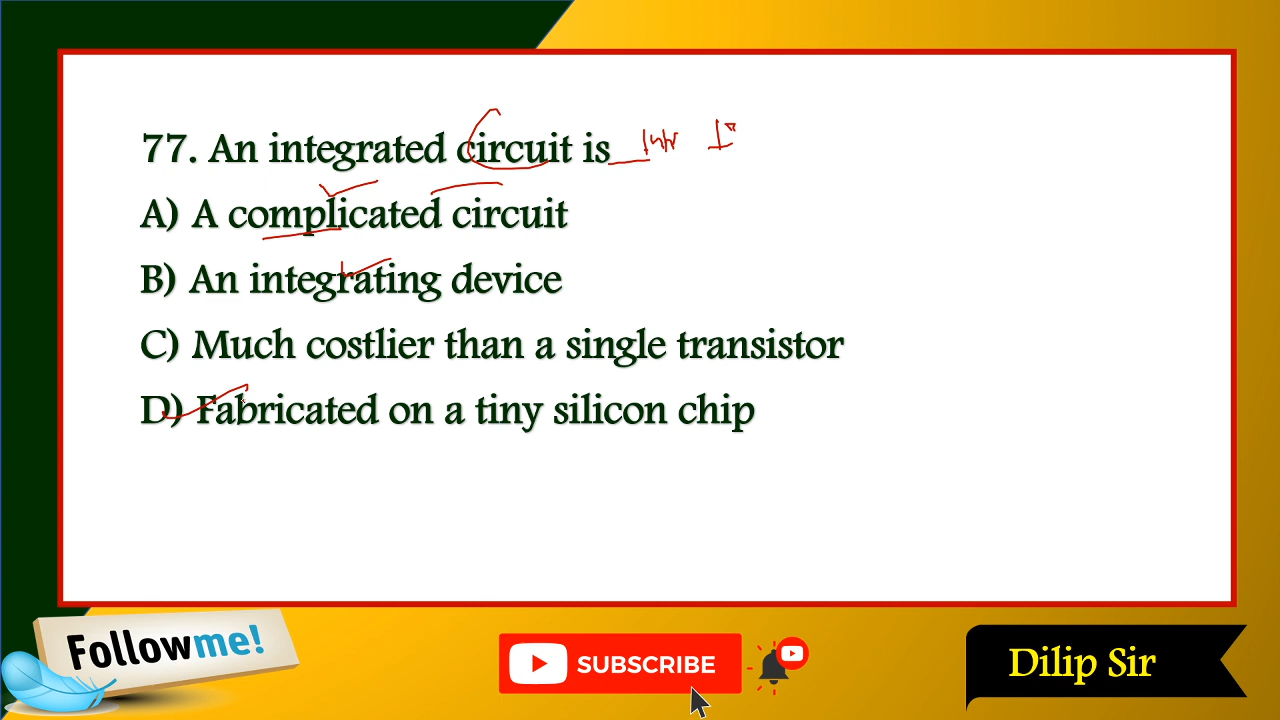 77. An integrated circuit is__
A) A complicated circuit
B) An integrating device
C) Much costlier than a single transistor
D) Fabricated on a tiny silicon chip
Followme!
SUBSCRIBE
Dilip Sir